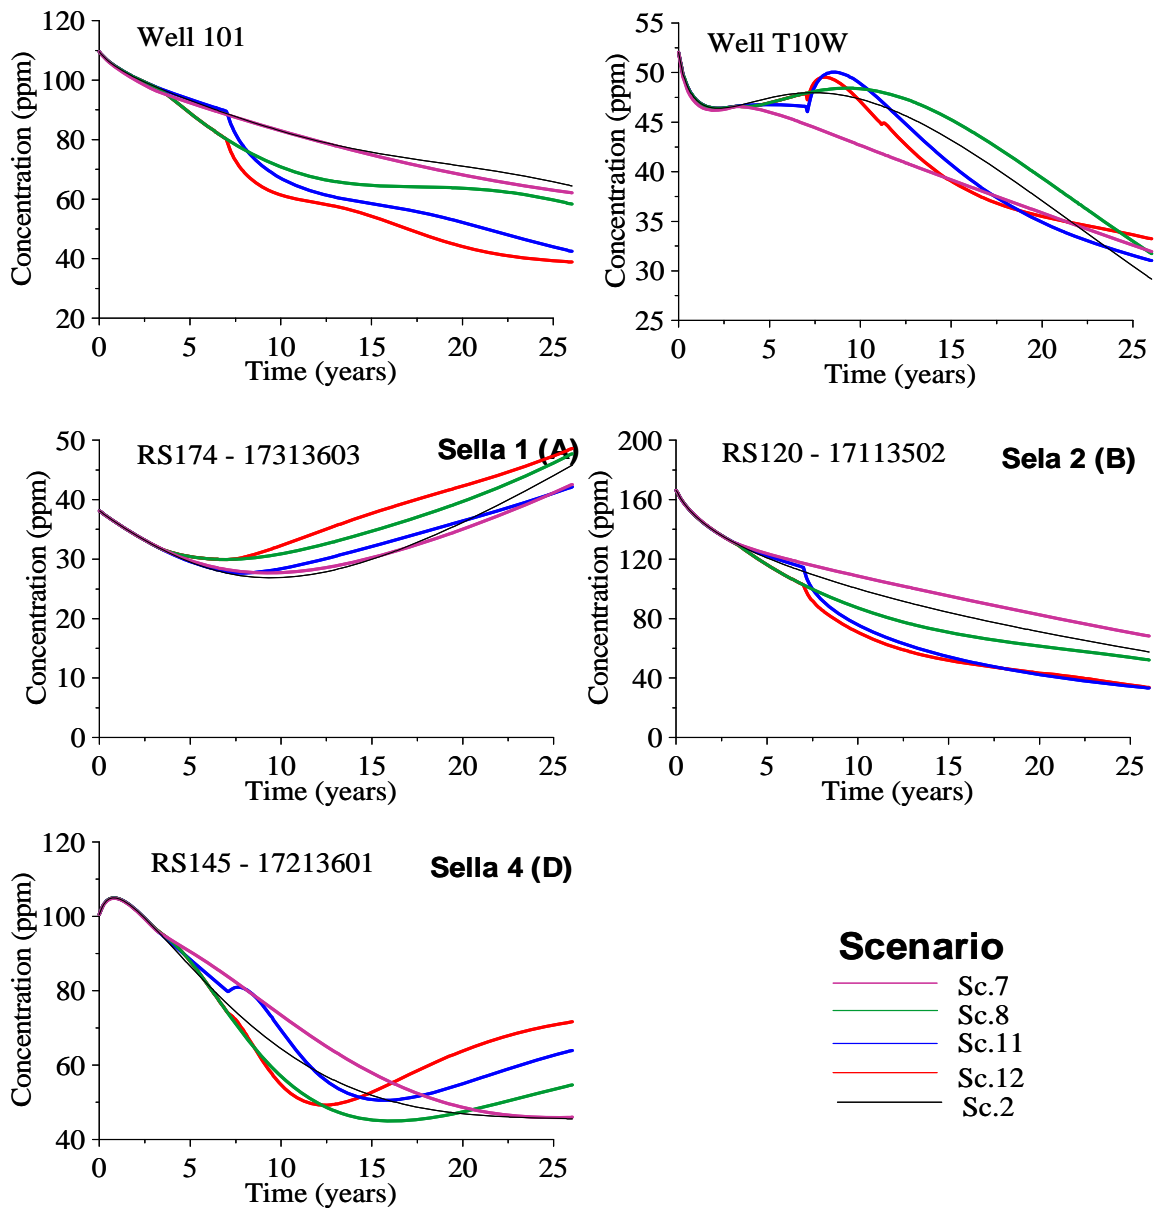 Well 101
Concentration (ppm)
120
100
80
60
40
20
0 5 10 15 20 25
Time (years)
Well T10W
Concentration (ppm)
55
50
45
40
35
30
25
0 5 10 15 20 25
Time (years)
RS174 - 17313603
Sella 1 (A)
Concentration (ppm)
50
40
30
20
10
0
0 5 10 15 20 25
Time (years)
RS120 - 17113502
Sela 2 (B)
Concentration (ppm)
200
160
120
80
40
0
0 5 10 15 20 25
Time (years)
RS145 - 17213601
Sella 4 (D)
Concentration (ppm)
120
100
80
60
40
0 5 10 15 20 25
Time (years)
Scenario
Sc.7
Sc.8
Sc.11
Sc.12
Sc.2